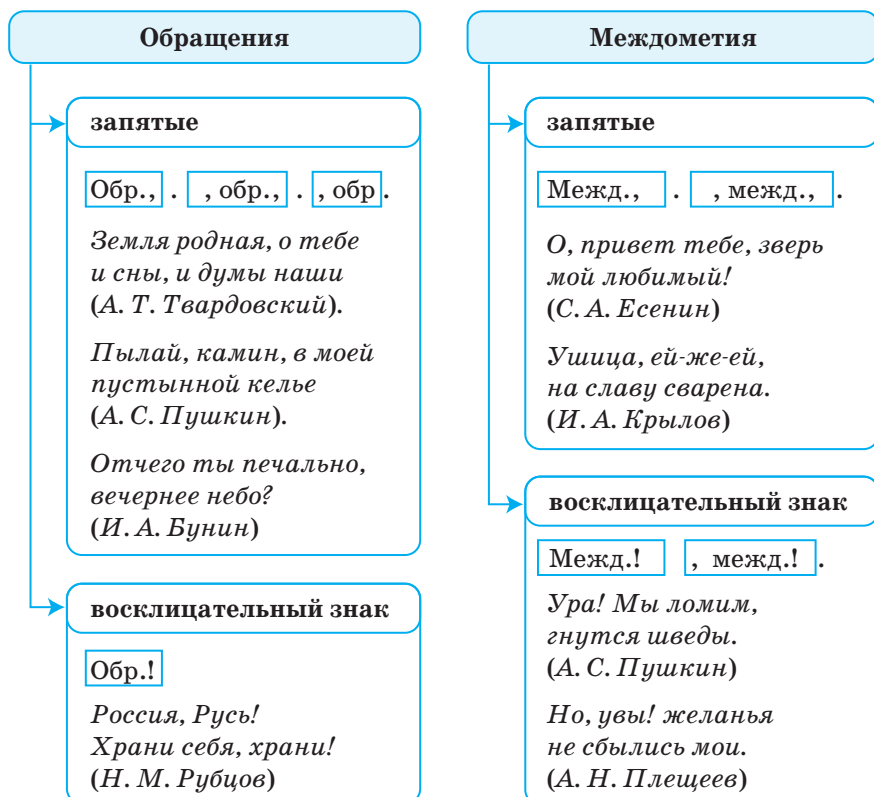 Обращения
запятые
Обр., . , обр., . , обр.
Земля родная, о тебе
и сны, и думы наши
(А. Т. Твардовский).
Пылай, камин, в моей
пустынной келье
(А. С. Пушкин).
Отчего ты печально,
вечернее небо?
(И. А. Бунин)
восклицательный знак
Обр.!
Россия, Русь!
Храни себя, храни!
(Н. М. Рубцов)
Междометия
запятые
Межд., . , межд., .
О, привет тебе, зверь
мой любимый!
(С. А. Есенин)
Ушица, ей-же-ей,
на славу сварена.
(И. А. Крылов)
восклицательный знак
Межд.! , межд.! .
Ура! Мы ломим,
гнутся шведы.
(А. С. Пушкин)
Но, увы! желанья
не сбылись мои.
(А. Н. Плещеев)